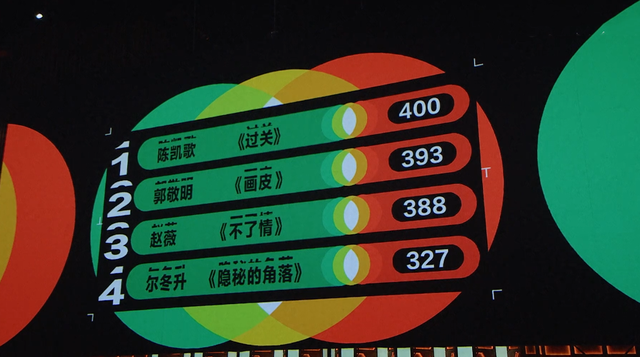 1 陈凯歌 《过关》 400
2 郭敬明 《画皮》 393
3 赵薇 《不了情》 388
4 尔冬升 《隐秘的角落》 327